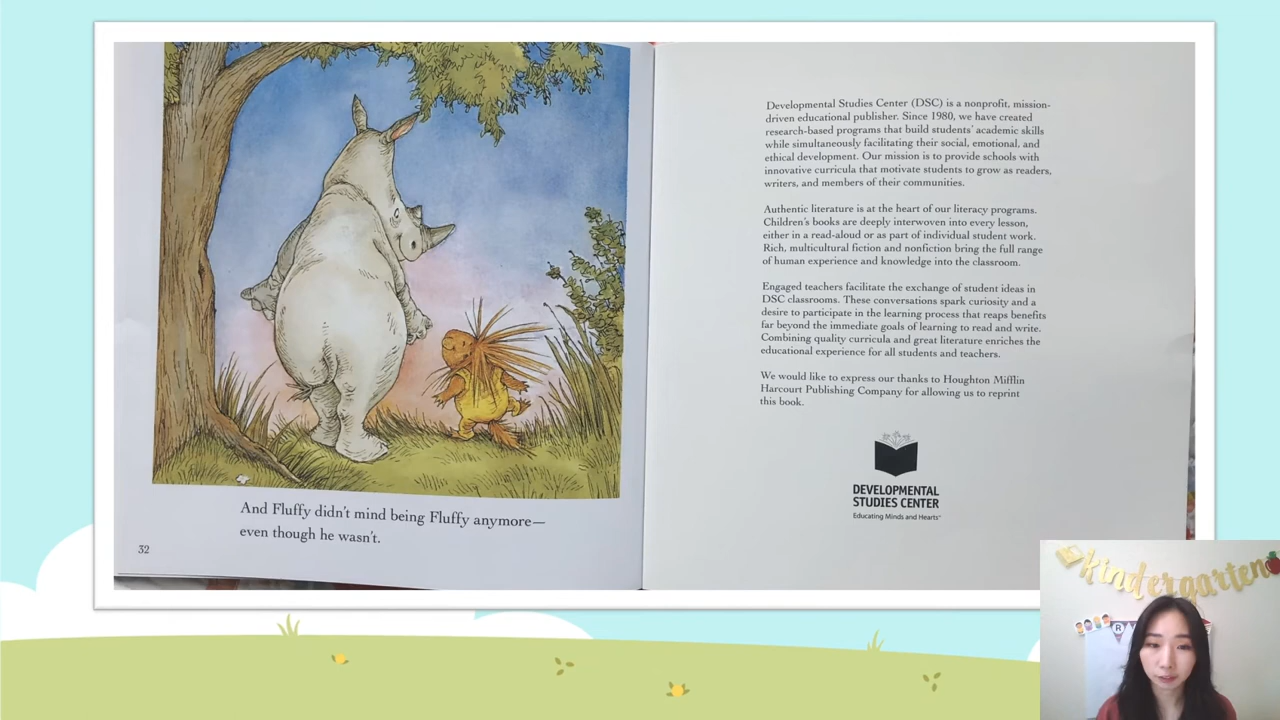 And Fluffy didn't mind being Fluffy anymore—
even though he wasn't.
32
Developmental Studies Center (DSC) is a nonprofit, mission-
driven educational publisher. Since 1980, we have created
research-based programs that build students' academic skills
while simultaneously facilitating their social, emotional, and
ethical development. Our mission is to provide schools with
innovative curricula that motivate students to grow as readers,
writers, and members of their communities.
Authentic literature is at the heart of our literacy programs.
Children's books are deeply interwoven into every lesson,
either in a read-aloud or as part of individual student work.
Rich, multicultural fiction and nonfiction bring the full range
of human experience and knowledge into the classroom.
Engaged teachers facilitate the exchange of student ideas in
DSC classrooms. These conversations spark curiosity and a
desire to participate in the learning process that reaps benefits
far beyond the immediate goals of learning to read and write.
Combining quality curricula and great literature enriches the
educational experience for all students and teachers.
We would like to express our thanks to Houghton Mifflin
Harcourt Publishing Company for allowing us to reprint
this book.
DEVELOPMENTAL
STUDIES CENTER
Educating Minds and Hearts™
kindergarten
R